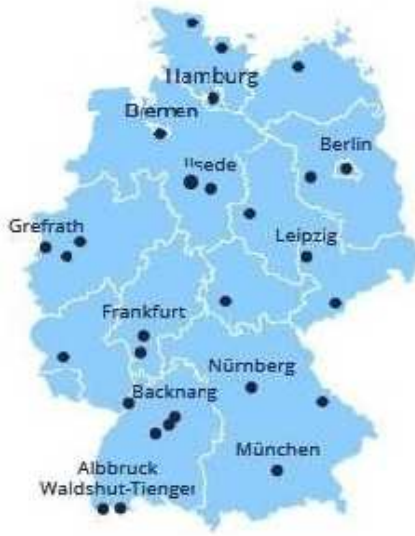 Hamburg
Bremen
Berlin
Ilsede
Grefrath
Leipzig
Frankfurt
Nürnberg
Backnang
München
Albbruck
Waldshut-Tienger